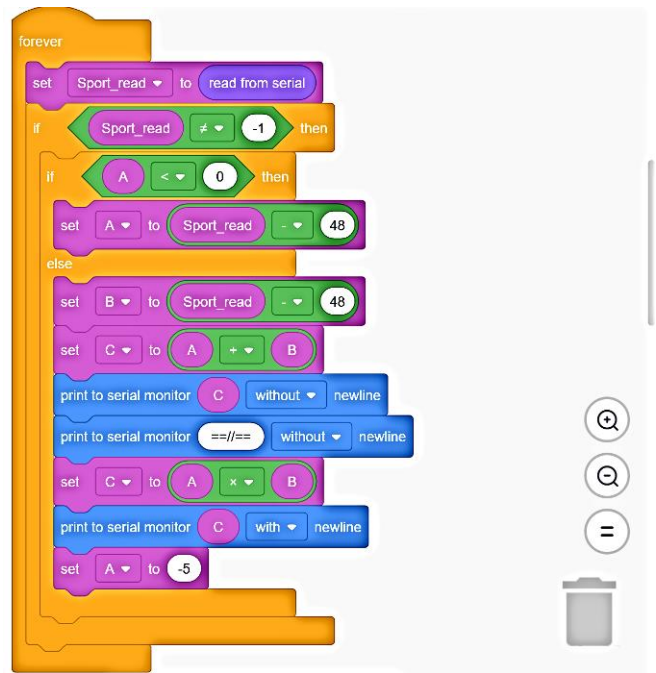 forever
set Sport_read to read from serial
if Sport_read ≠ -1 then
if A < 0 then
set A to Sport_read - 48
else
set B to Sport_read - 48
set C to A + B
print to serial monitor C without newline
print to serial monitor ==//== without newline
set C to A × B
print to serial monitor C with newline
set A to -5